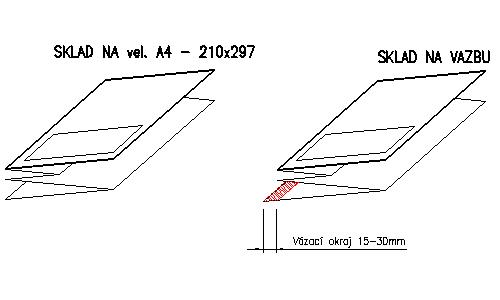 SKLAD NA vel. A4 - 210x297
SKLAD NA VAZBU
Vázací okraj 15-30mm